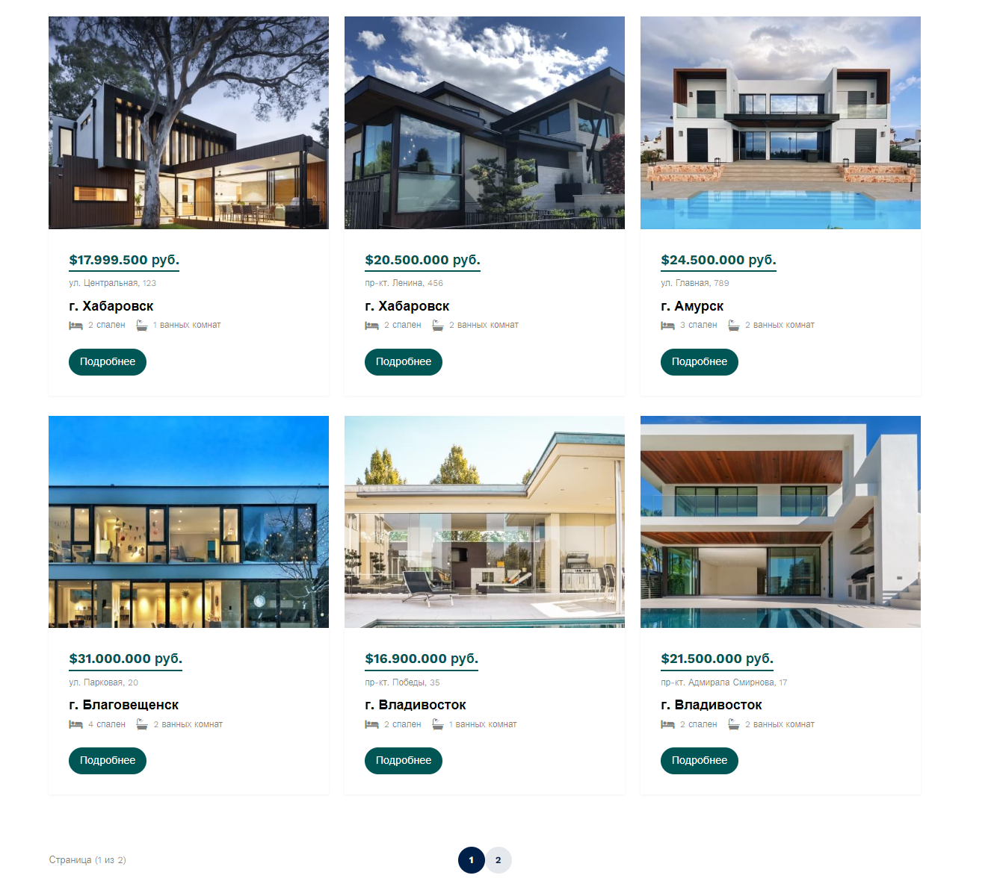 $17.999.500 руб.
ул. Центральная, 123
г. Хабаровск
2 спален 1 ванных комнат
Подробнее
$20.500.000 руб.
пр-кт. Ленина, 456
г. Хабаровск
2 спален 2 ванных комнат
Подробнее
$24.500.000 руб.
ул. Главная, 789
г. Амурск
3 спален 2 ванных комнат
Подробнее
$31.000.000 руб.
ул. Парковая, 20
г. Благовещенск
4 спален 2 ванных комнат
Подробнее
$16.900.000 руб.
пр-кт. Победы, 35
г. Владивосток
2 спален 1 ванных комнат
Подробнее
$21.500.000 руб.
пр-кт. Адмирала Смирнова, 17
г. Владивосток
2 спален 2 ванных комнат
Подробнее
Страница (1 из 2)
1 2